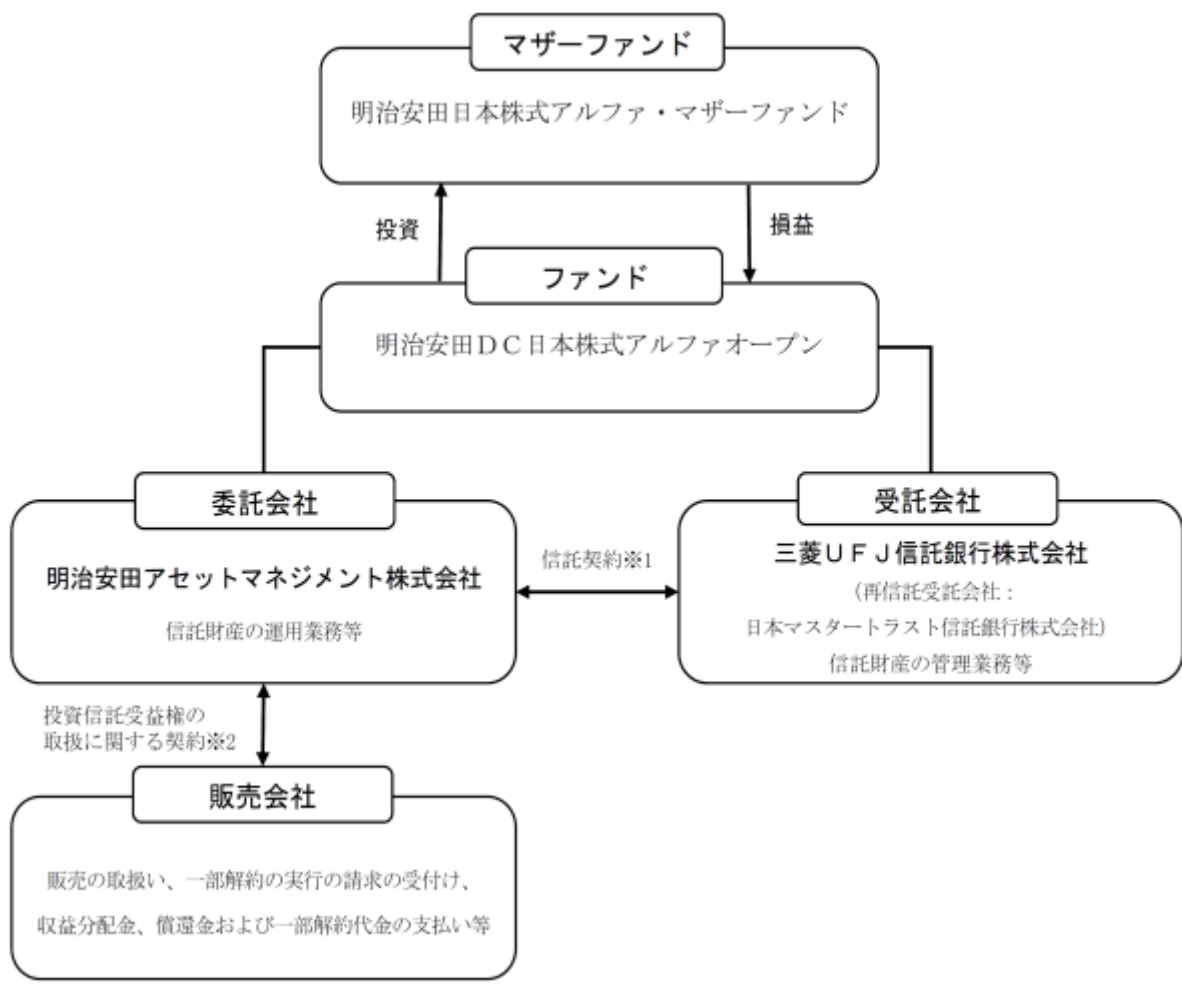 マザーファンド
明治安田日本株式アルファ・マザーファンド
投資
損益
ファンド
明治安田ＤＣ日本株式アルファオープン
委託会社
明治安田アセットマネジメント株式会社
信託財産の運用業務等
信託契約※1
受託会社
三菱ＵＦＪ信託銀行株式会社
（再信託受託会社：
日本マスタートラスト信託銀行株式会社）
信託財産の管理業務等
投資信託受益権の
取扱に関する契約※2
販売会社
販売の取扱い、一部解約の実行の請求の受付け、
収益分配金、償還金および一部解約代金の支払い等